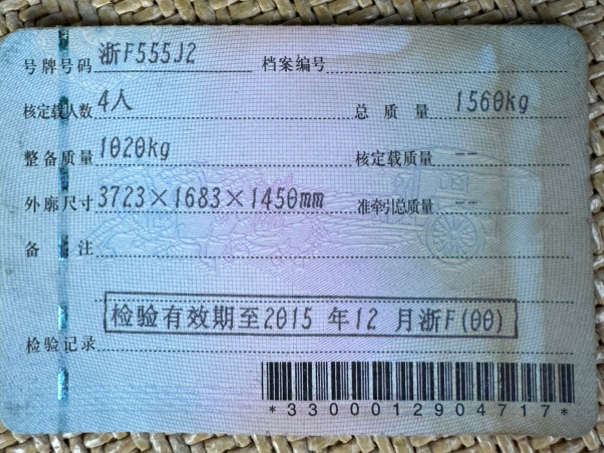 号牌号码 浙F555J2 档案编号
核定载人数 4人 总质量 1560kg
整备质量 1020kg 核定载质量 --
外廓尺寸 3723×1683×1450mm 准牵引总质量 --
备注
检验有效期至2015 年12 月浙F(00)
检验记录
*3300012904717*